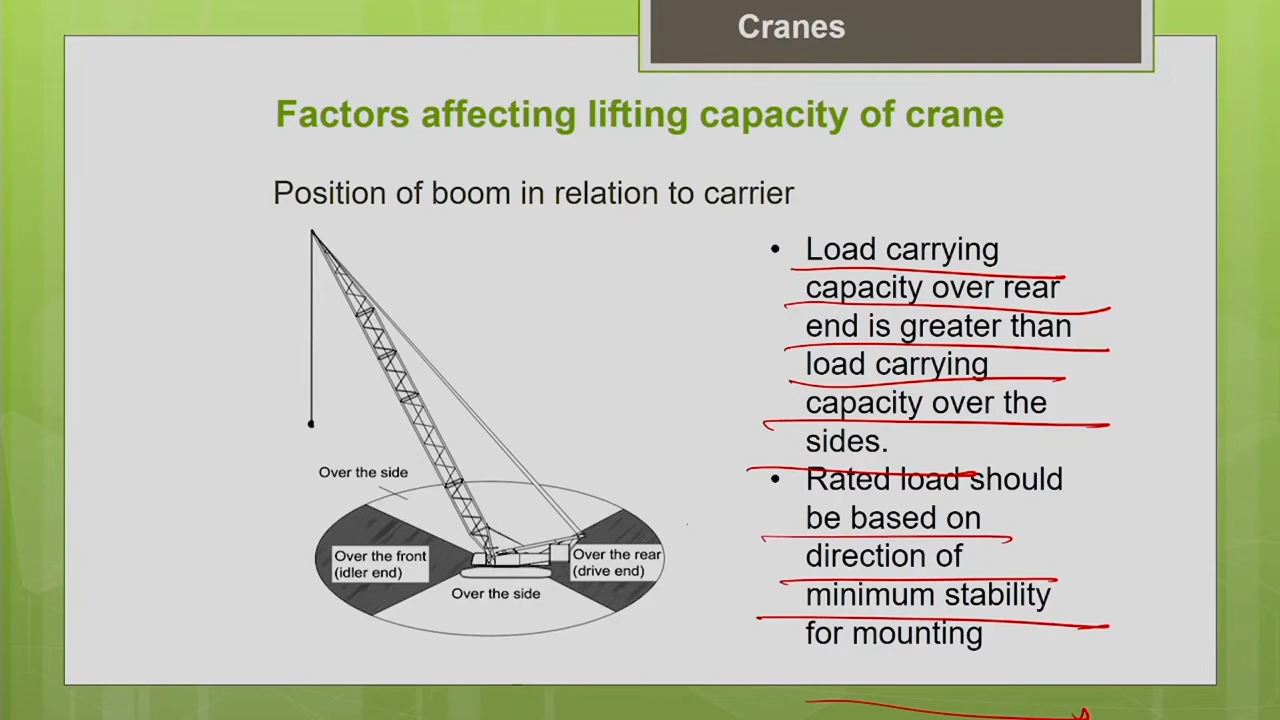 Cranes
Factors affecting lifting capacity of crane
Position of boom in relation to carrier
• Load carrying
capacity over rear
end is greater than
load carrying
capacity over the
sides.
• Rated load should
be based on
direction of
minimum stability
for mounting
Over the side
Over the front
(idler end)
Over the rear
(drive end)
Over the side